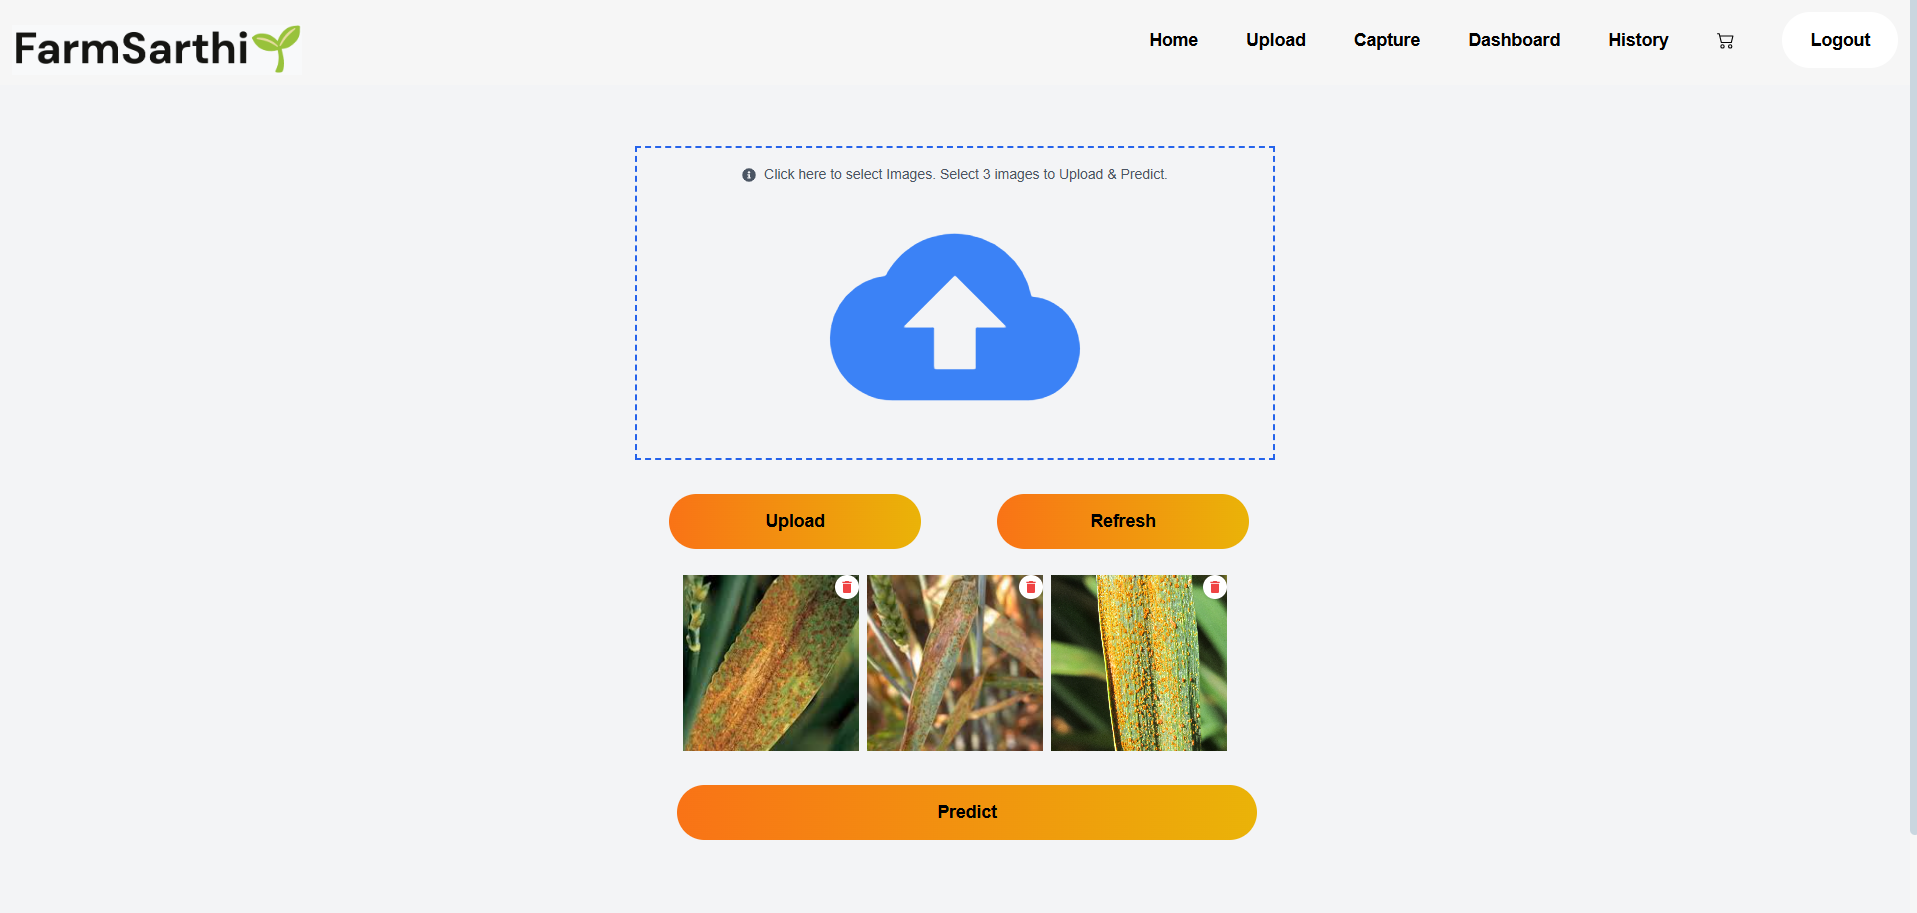 FarmSarthi
Home Upload Capture Dashboard History Logout
Click here to select Images. Select 3 images to Upload & Predict.
Upload Refresh
Predict